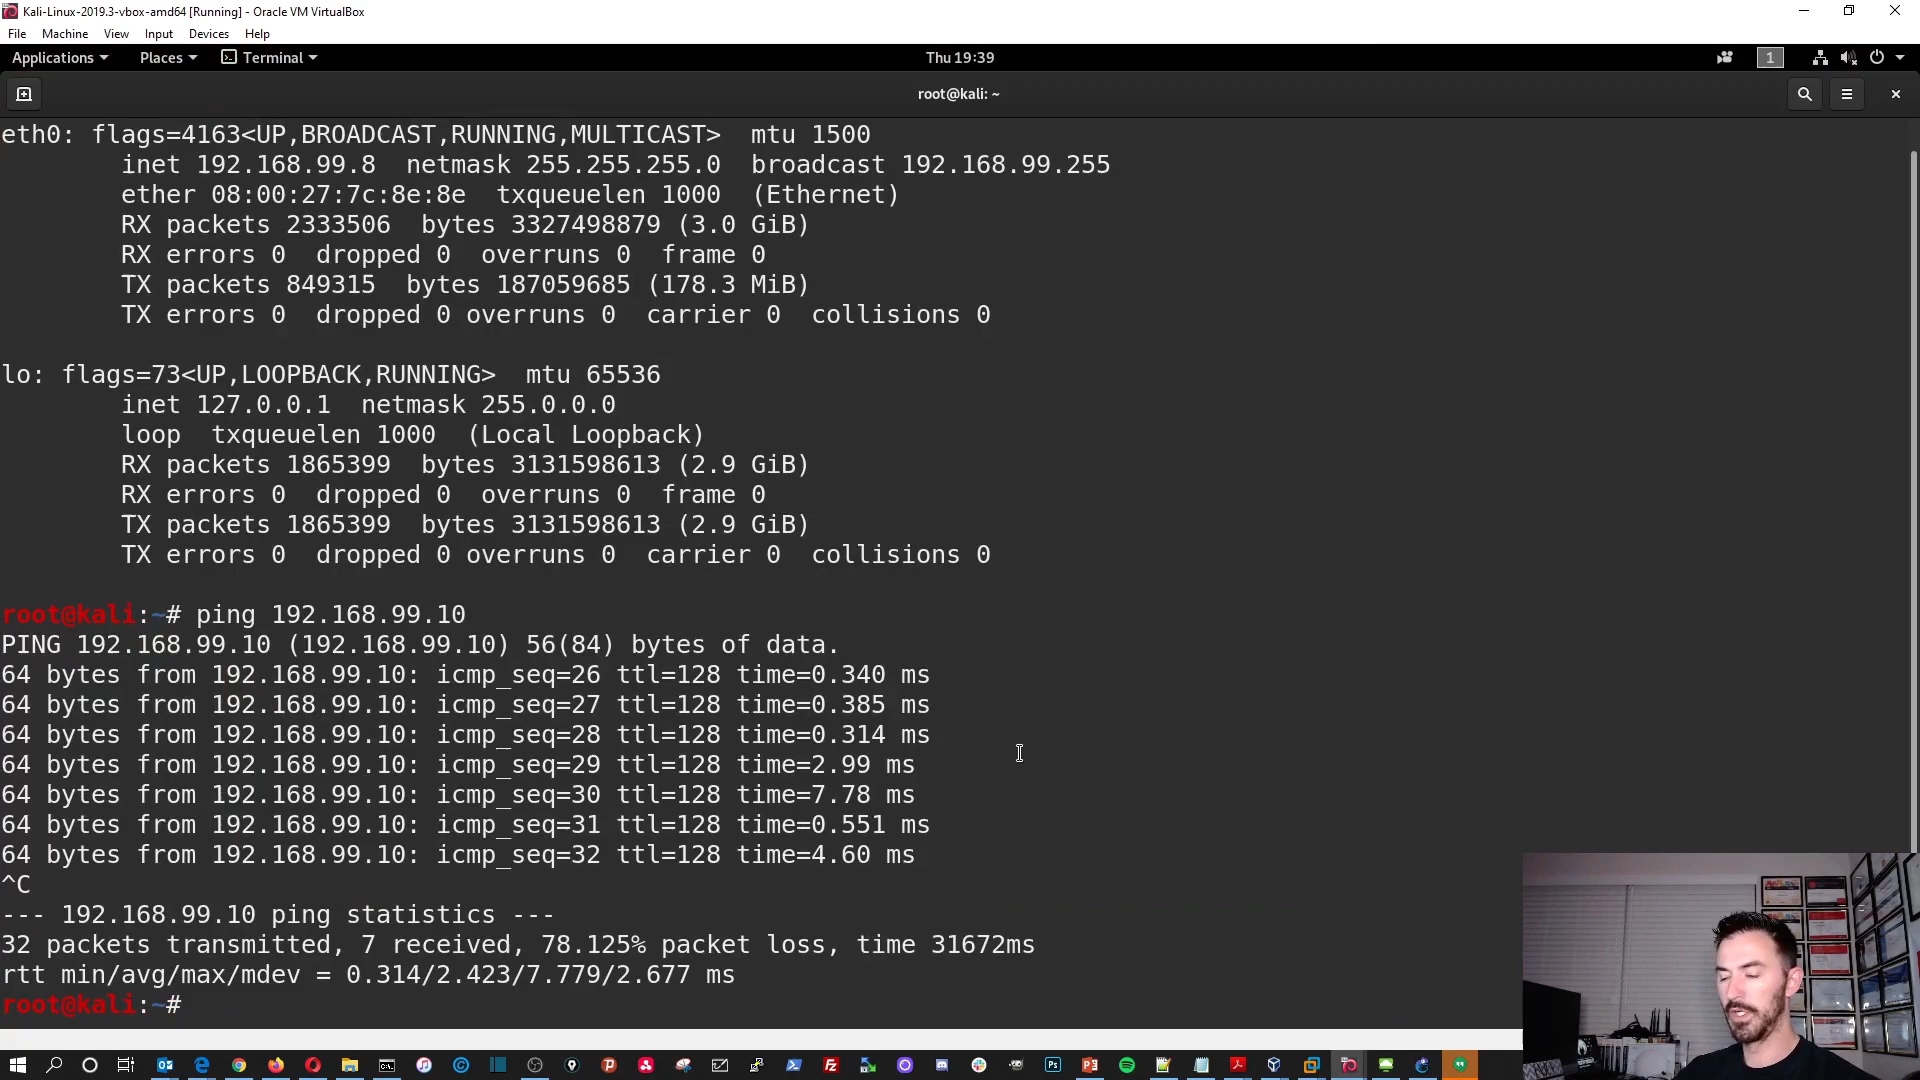 Kali-Linux-2019.3-vbox-amd64 [Running] - Oracle VM VirtualBox
File Machine View Input Devices Help
Applications Places Terminal Thu 19:39 1
root@kali: ~
eth0: flags=4163<UP,BROADCAST,RUNNING,MULTICAST>  mtu 1500
        inet 192.168.99.8  netmask 255.255.255.0  broadcast 192.168.99.255
        ether 08:00:27:7c:8e:8e  txqueuelen 1000  (Ethernet)
        RX packets 2333506  bytes 3327498879 (3.0 GiB)
        RX errors 0  dropped 0  overruns 0  frame 0
        TX packets 849315  bytes 187059685 (178.3 MiB)
        TX errors 0  dropped 0 overruns 0  carrier 0  collisions 0
lo: flags=73<UP,LOOPBACK,RUNNING>  mtu 65536
        inet 127.0.0.1  netmask 255.0.0.0
        loop  txqueuelen 1000  (Local Loopback)
        RX packets 1865399  bytes 3131598613 (2.9 GiB)
        RX errors 0  dropped 0  overruns 0  frame 0
        TX packets 1865399  bytes 3131598613 (2.9 GiB)
        TX errors 0  dropped 0 overruns 0  carrier 0  collisions 0
root@kali:~# ping 192.168.99.10
PING 192.168.99.10 (192.168.99.10) 56(84) bytes of data.
64 bytes from 192.168.99.10: icmp_seq=26 ttl=128 time=0.340 ms
64 bytes from 192.168.99.10: icmp_seq=27 ttl=128 time=0.385 ms
64 bytes from 192.168.99.10: icmp_seq=28 ttl=128 time=0.314 ms
64 bytes from 192.168.99.10: icmp_seq=29 ttl=128 time=2.99 ms
64 bytes from 192.168.99.10: icmp_seq=30 ttl=128 time=7.78 ms
64 bytes from 192.168.99.10: icmp_seq=31 ttl=128 time=0.551 ms
64 bytes from 192.168.99.10: icmp_seq=32 ttl=128 time=4.60 ms
^C
--- 192.168.99.10 ping statistics ---
32 packets transmitted, 7 received, 78.125% packet loss, time 31672ms
rtt min/avg/max/mdev = 0.314/2.423/7.779/2.677 ms
root@kali:~#